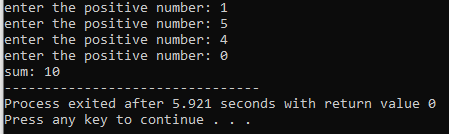 enter the positive number: 1
enter the positive number: 5
enter the positive number: 4
enter the positive number: 0
sum: 10
--------------------------------
Process exited after 5.921 seconds with return value 0
Press any key to continue . . .